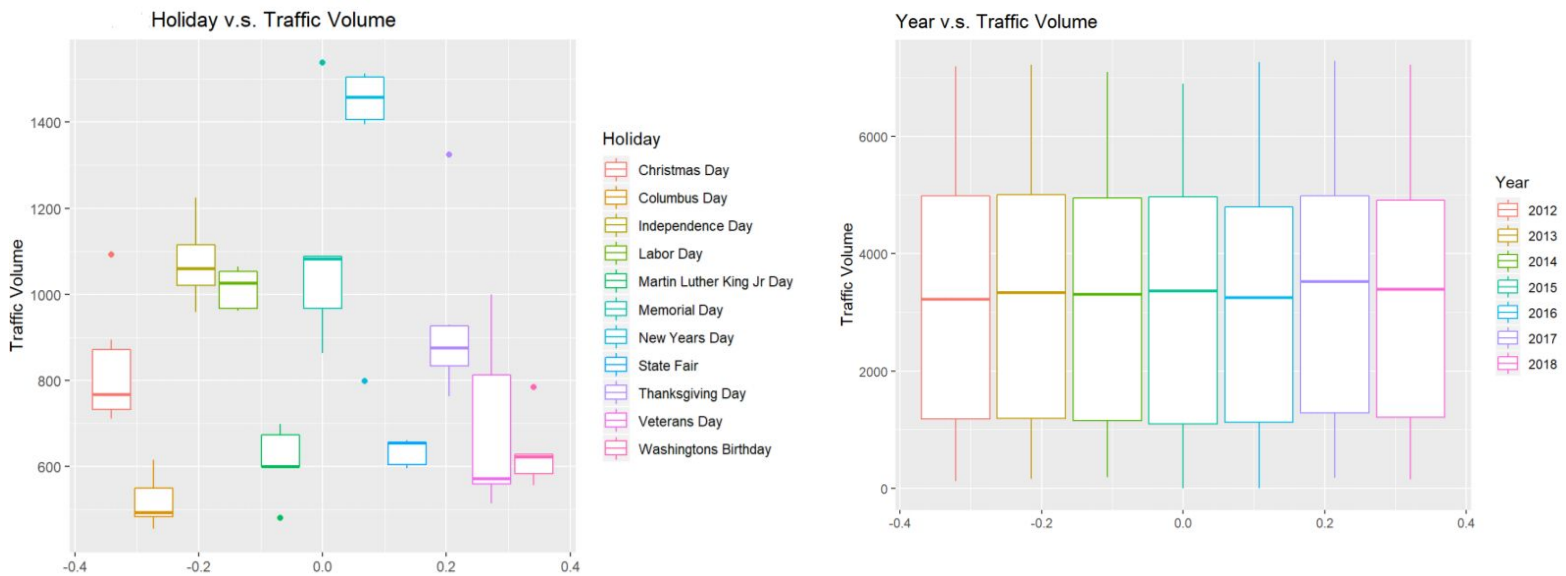 Holiday v.s. Traffic Volume
Traffic Volume
1400
1200
1000
800
600
-0.4
-0.2
0.0
0.2
0.4
Holiday
Christmas Day
Columbus Day
Independence Day
Labor Day
Martin Luther King Jr Day
Memorial Day
New Years Day
State Fair
Thanksgiving Day
Veterans Day
Washingtons Birthday
Year v.s. Traffic Volume
Traffic Volume
6000
4000
2000
0
-0.4
-0.2
0.0
0.2
0.4
Year
2012
2013
2014
2015
2016
2017
2018